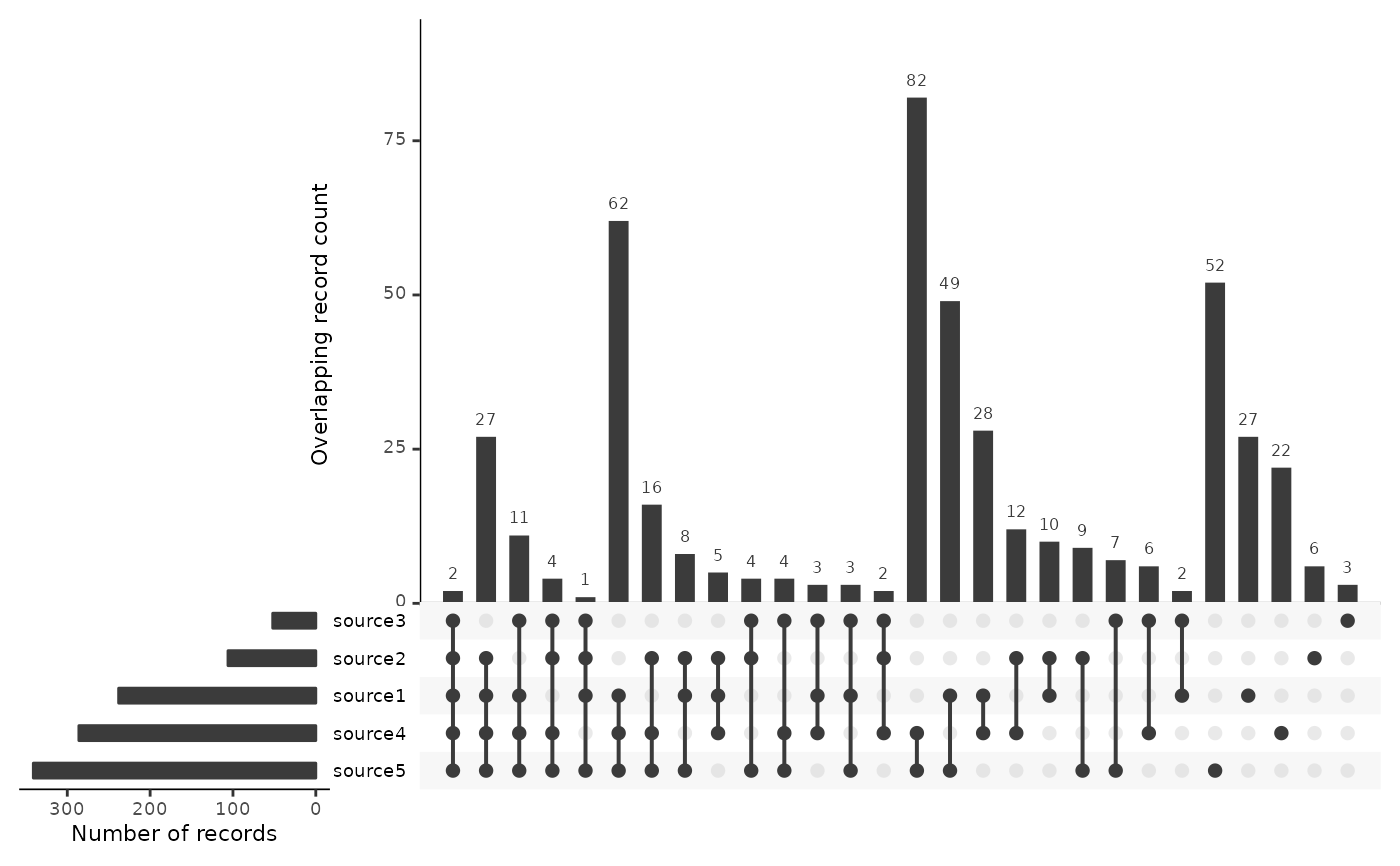 Overlapping record count
75
50
25
0
2 27 11 4 1 62 16 8 5 4 4 3 3 2 82 49 28 12 10 9 7 6 2 52 27 22 6 3
source3
source2
source1
source4
source5
300 200 100 0
Number of records